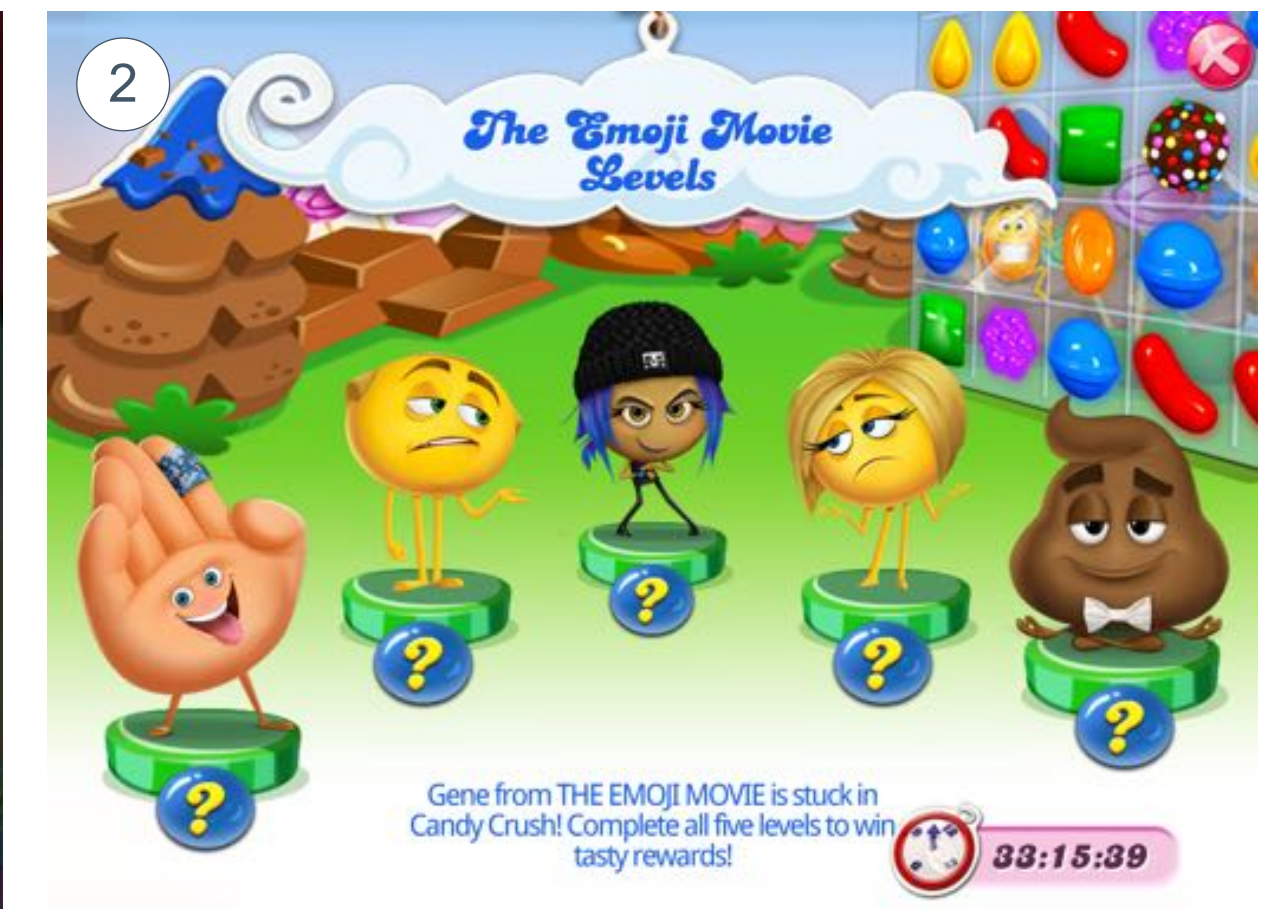 2
The Emoji Movie
Levels
?
?
?
?
?
Gene from THE EMOJI MOVIE is stuck in
Candy Crush! Complete all five levels to win
tasty rewards!
33:15:39